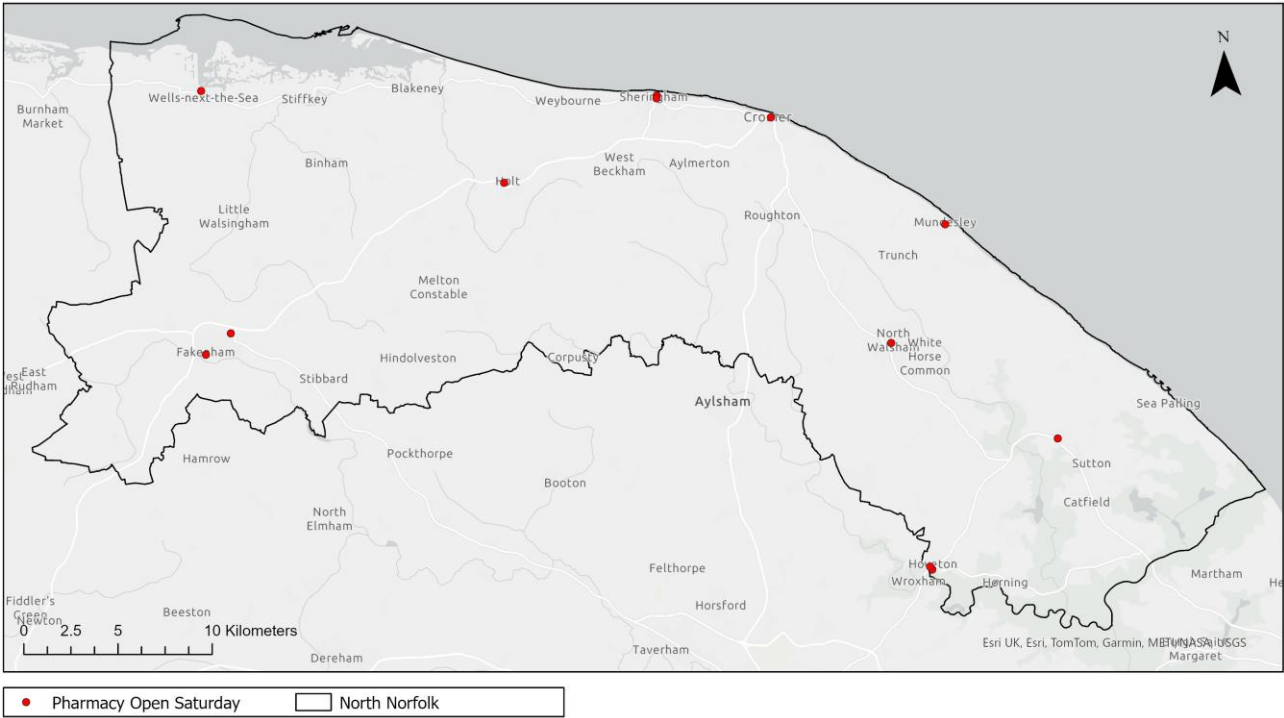 N
Wells-next-the-Sea
Stiffkey
Blakeney
Weybourne
Sheringham
Burnham
Market
Cromer
Binham
West
Beckham
Aylmerton
Holt
Little
Walsingham
Roughton
Mundesley
Trunch
Melton
Constable
North
Walsham
White
Horse
Common
Fakenham
Hindolveston
Corpusty
East
Rudham
Stibbard
Aylsham
Sea Palling
Hamrow
Pockthorpe
Sutton
Booton
Catfield
North
Elmham
Felthorpe
Hoveton
Wroxham
Horning
Martham
Fiddler's
Green
Newton
Beeston
Horsford
0 2.5 5 10 Kilometers
Dereham
Taverham
Esri UK, Esri, TomTom, Garmin, METI/NASA, USGS
Margaret
Pharmacy Open Saturday
North Norfolk